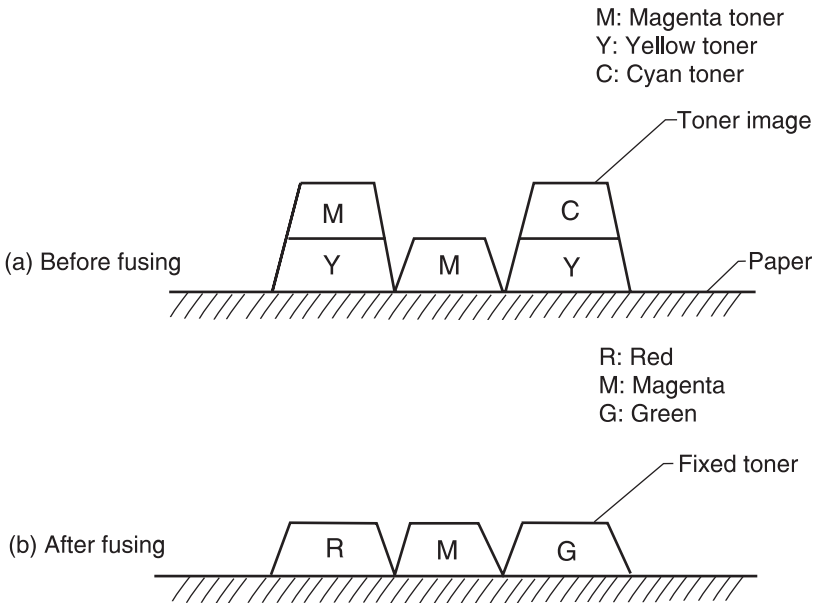 M: Magenta toner
Y: Yellow toner
C: Cyan toner
Toner image
M
C
(a) Before fusing
Y
M
Y
Paper
R: Red
M: Magenta
G: Green
Fixed toner
(b) After fusing
R
M
G